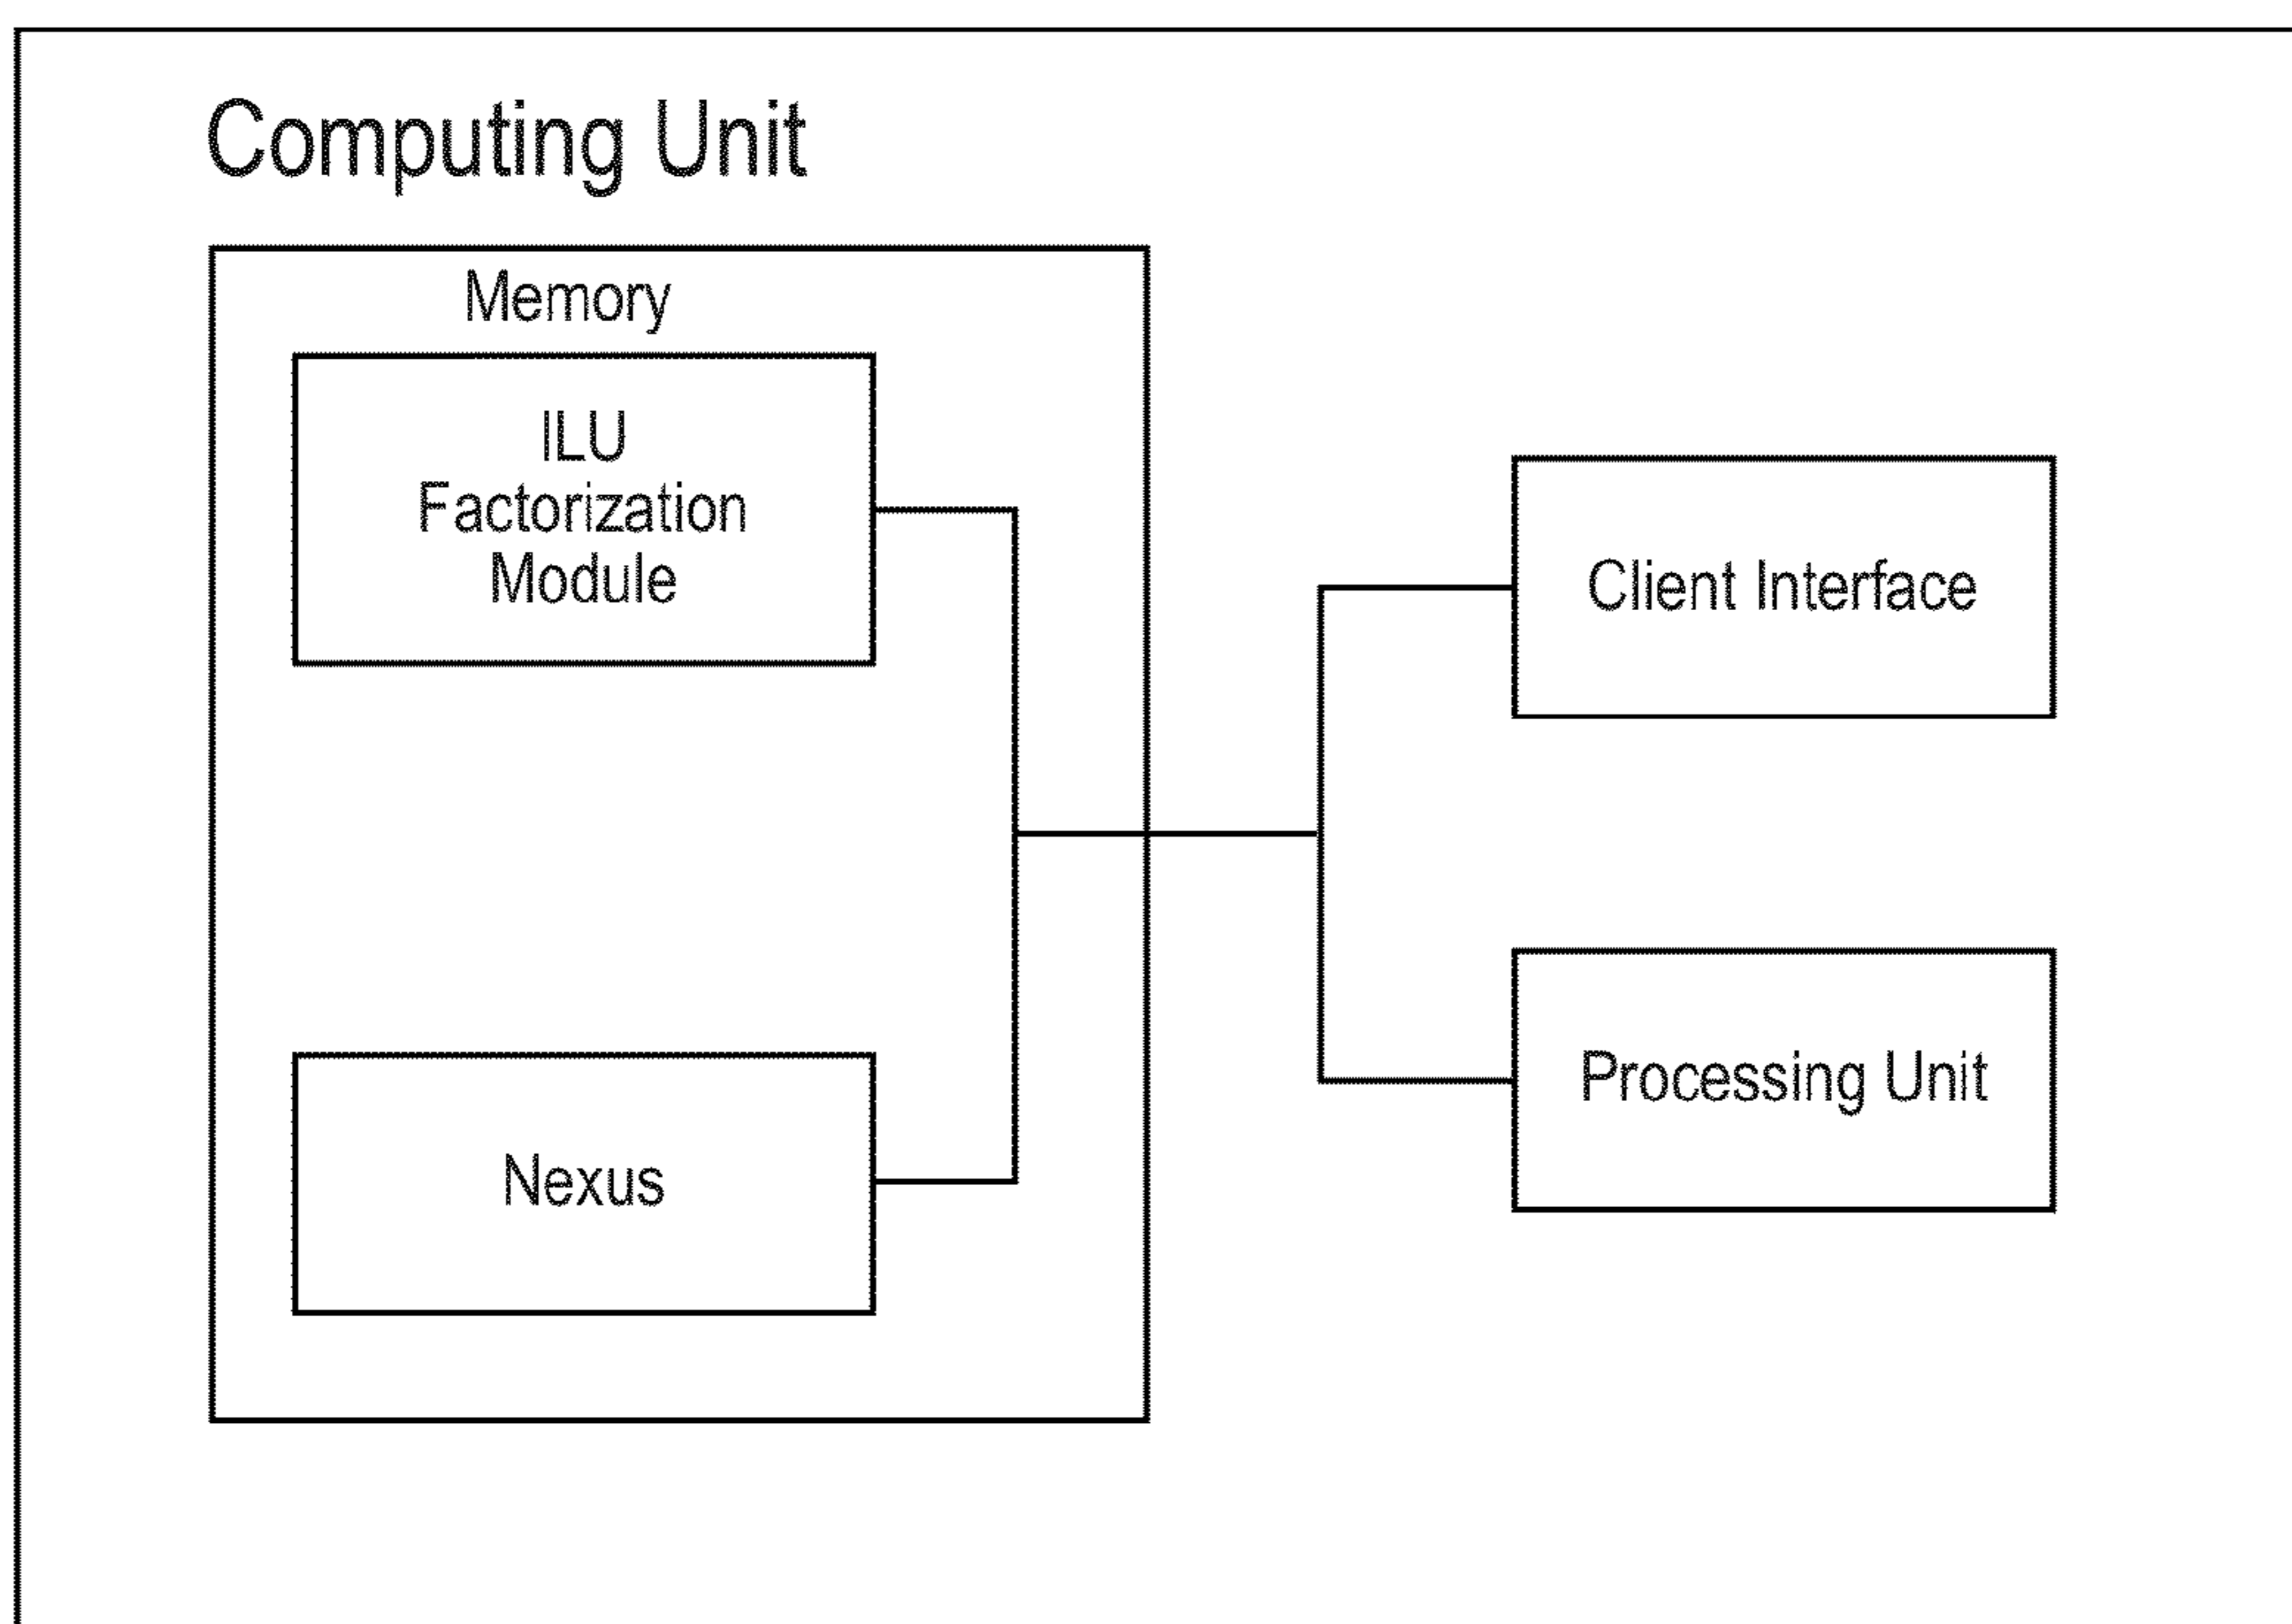 Computing Unit
Memory
ILU
Factorization
Module
Client Interface
Processing Unit
Nexus